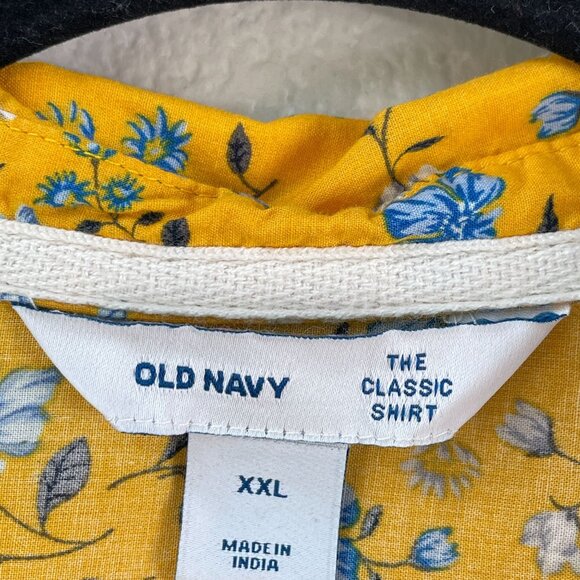 OLD NAVY
THE
CLASSIC
SHIRT
XXL
MADE IN
INDIA